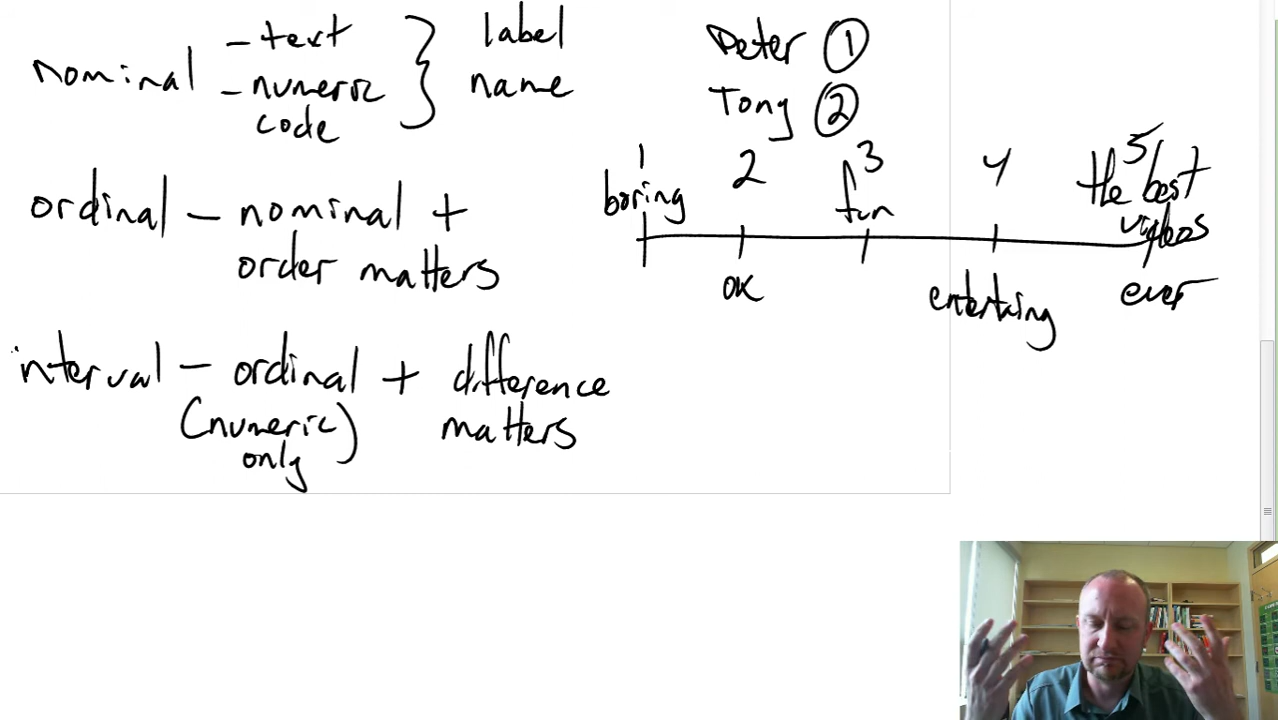 nominal
- text
- numeric
code
label
name
Peter 1
Tony 2
ordinal - nominal +
order matters
1 2 3 4 5
boring
fun
the best
videos
ok
entertaing
ever
interval - ordinal + difference
(numeric
only)
matters